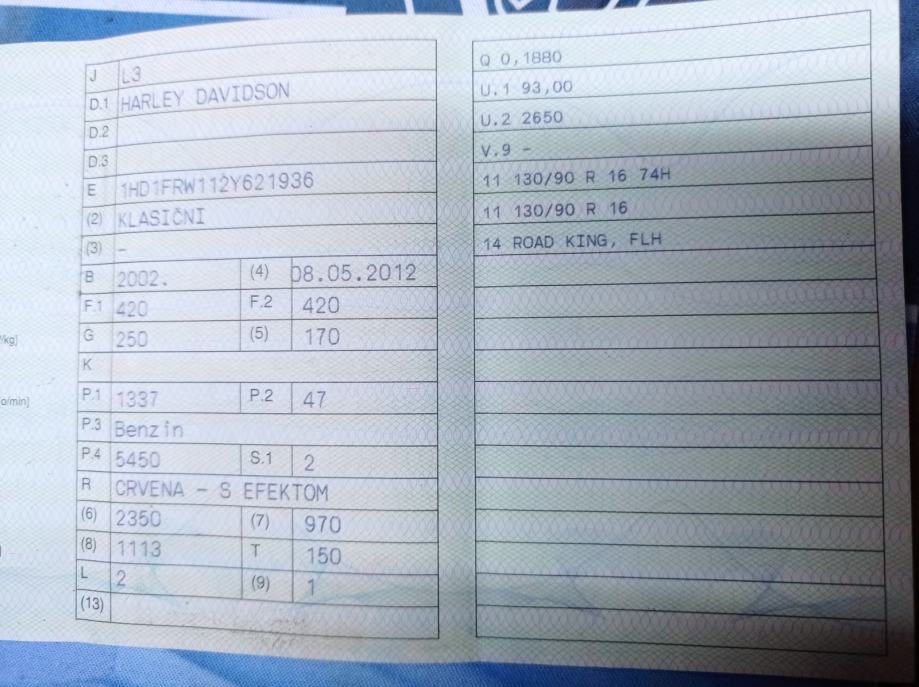 J L3
D.1 HARLEY DAVIDSON
D.2
D.3
E 1HD1FRW112Y621936
(2) KLASIČNI
(3) -
B 2002. (4) 08.05.2012
F.1 420 F.2 420
G 250 (5) 170
K
P.1 1337 P.2 47
P.3 Benzin
P.4 5450 S.1 2
R CRVENA - S EFEKTOM
(6) 2350 (7) 970
(8) 1113 T 150
L 2 (9) 1
(13)
Q 0,1880
U.1 93,00
U.2 2650
V.9 -
11 130/90 R 16 74H
11 130/90 R 16
14 ROAD KING, FLH
/kg]
o/min]
]